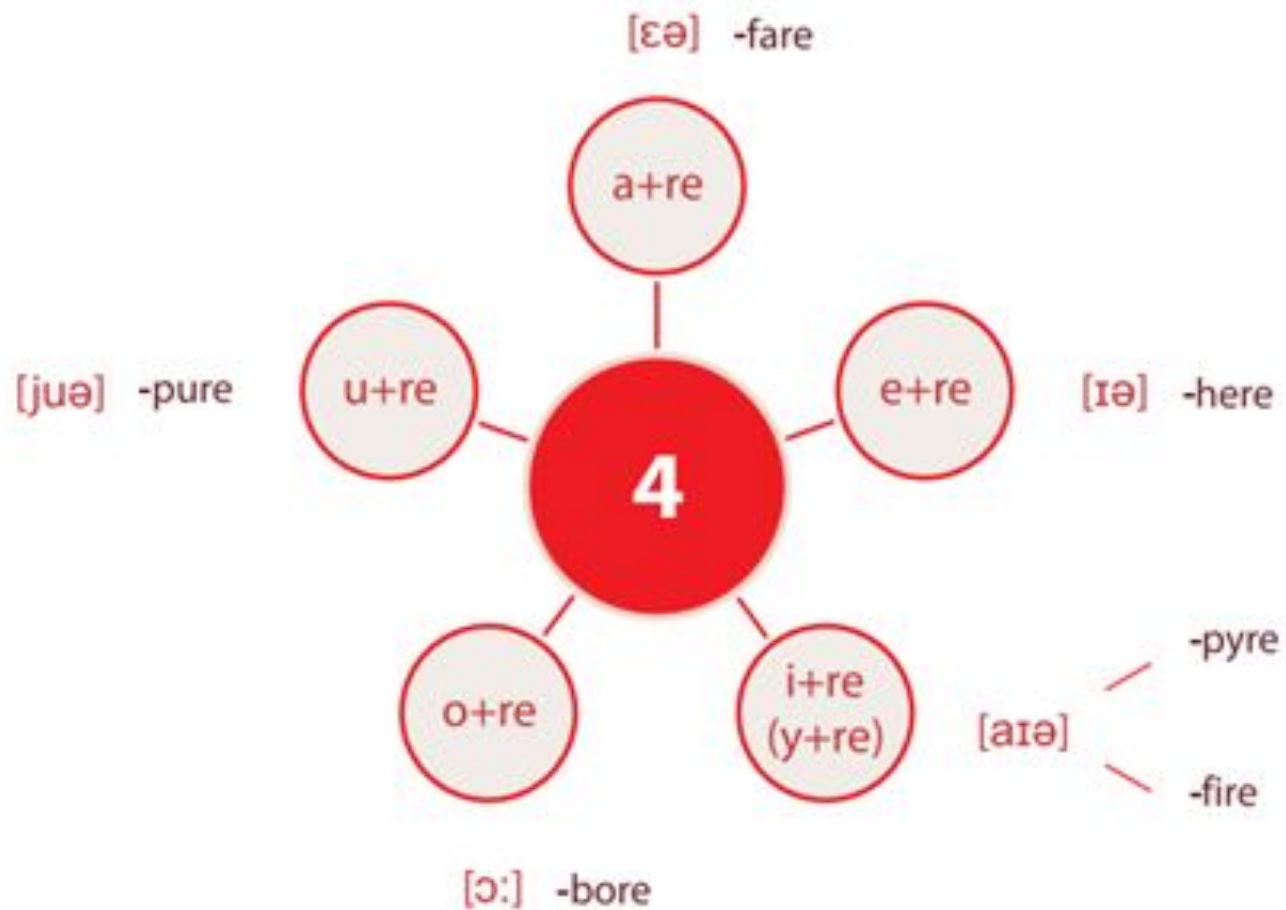 [ɛə] -fare
a+re
[juə] -pure
u+re
e+re
[ɪə] -here
4
o+re
i+re
(y+re)
[aɪə]
-pyre
-fire
[ɔ:] -bore